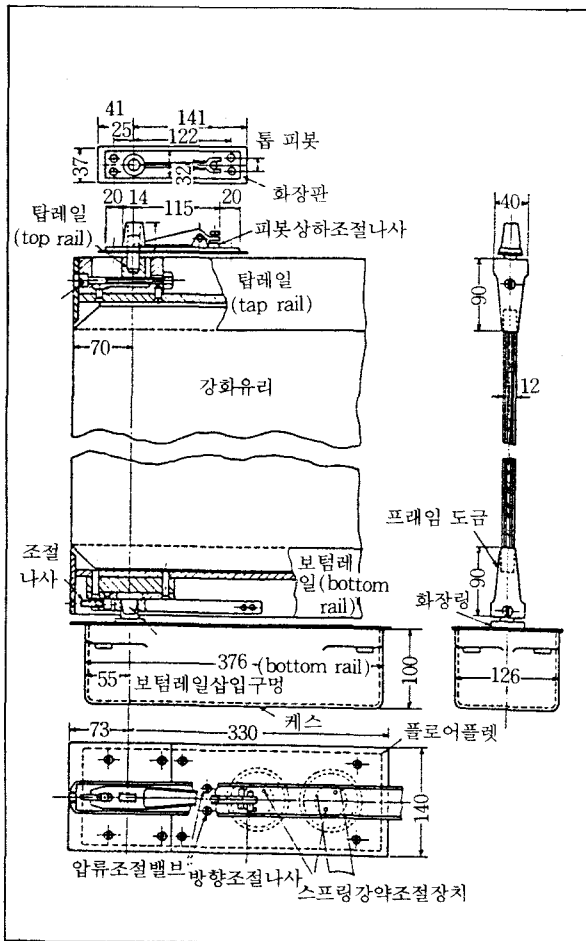 41
141
25
122
톱 피봇
37
32
화장판
20
14
115
20
탑레일
(top rail)
피봇상하조절나사
40
탑레일
(tap rail)
90
70
강화유리
12
프래임 도금
조절
나사
보텀레
일(bottom
rail)
90
화장링
376
(bottom rail)
100
55
보텀레일삽입구멍
126
케스
73
330
플로어플렛
140
압류조절밸브
방향조절나사
스프링강약조절장치